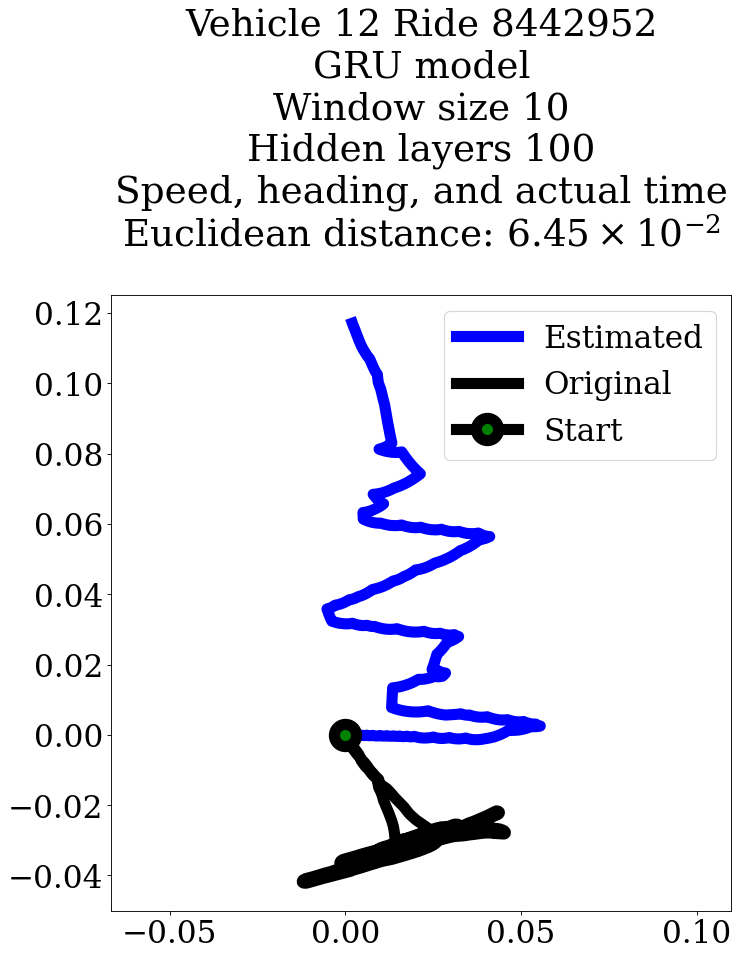 Vehicle 12 Ride 8442952
GRU model
Window size 10
Hidden layers 100
Speed, heading, and actual time
Euclidean distance: 6.45 × 10⁻²
Estimated
Original
Start
0.12
0.10
0.08
0.06
0.04
0.02
0.00
−0.02
−0.04
−0.05 0.00 0.05 0.10